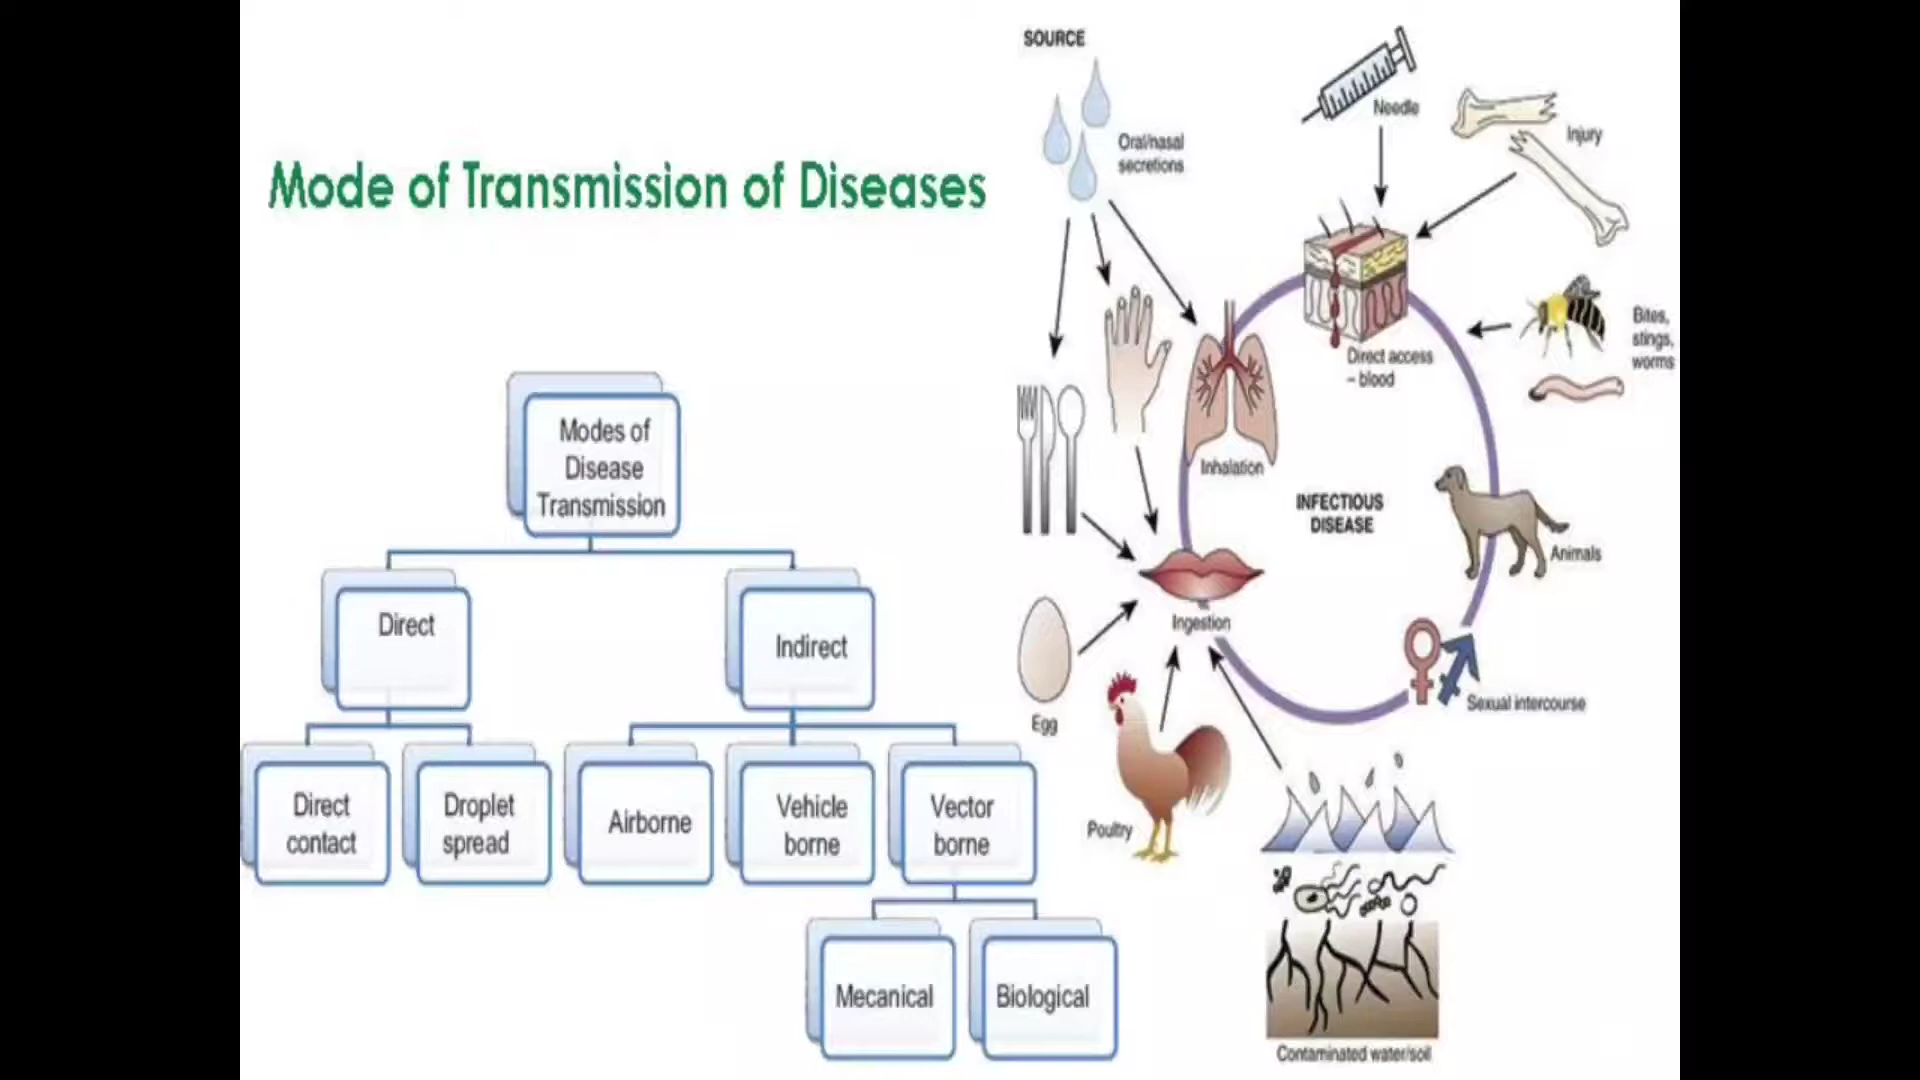 Mode of Transmission of Diseases
Modes of
Disease
Transmission
Direct
Indirect
Direct
contact
Droplet
spread
Airborne
Vehicle
borne
Vector
borne
Mecanical
Biological
SOURCE
Oral/nasal
secretions
Needle
Injury
Direct access
– blood
Bites,
stings,
worms
Inhalation
INFECTIOUS
DISEASE
Animals
Ingestion
Egg
Sexual intercourse
Poultry
Contaminated water/soil